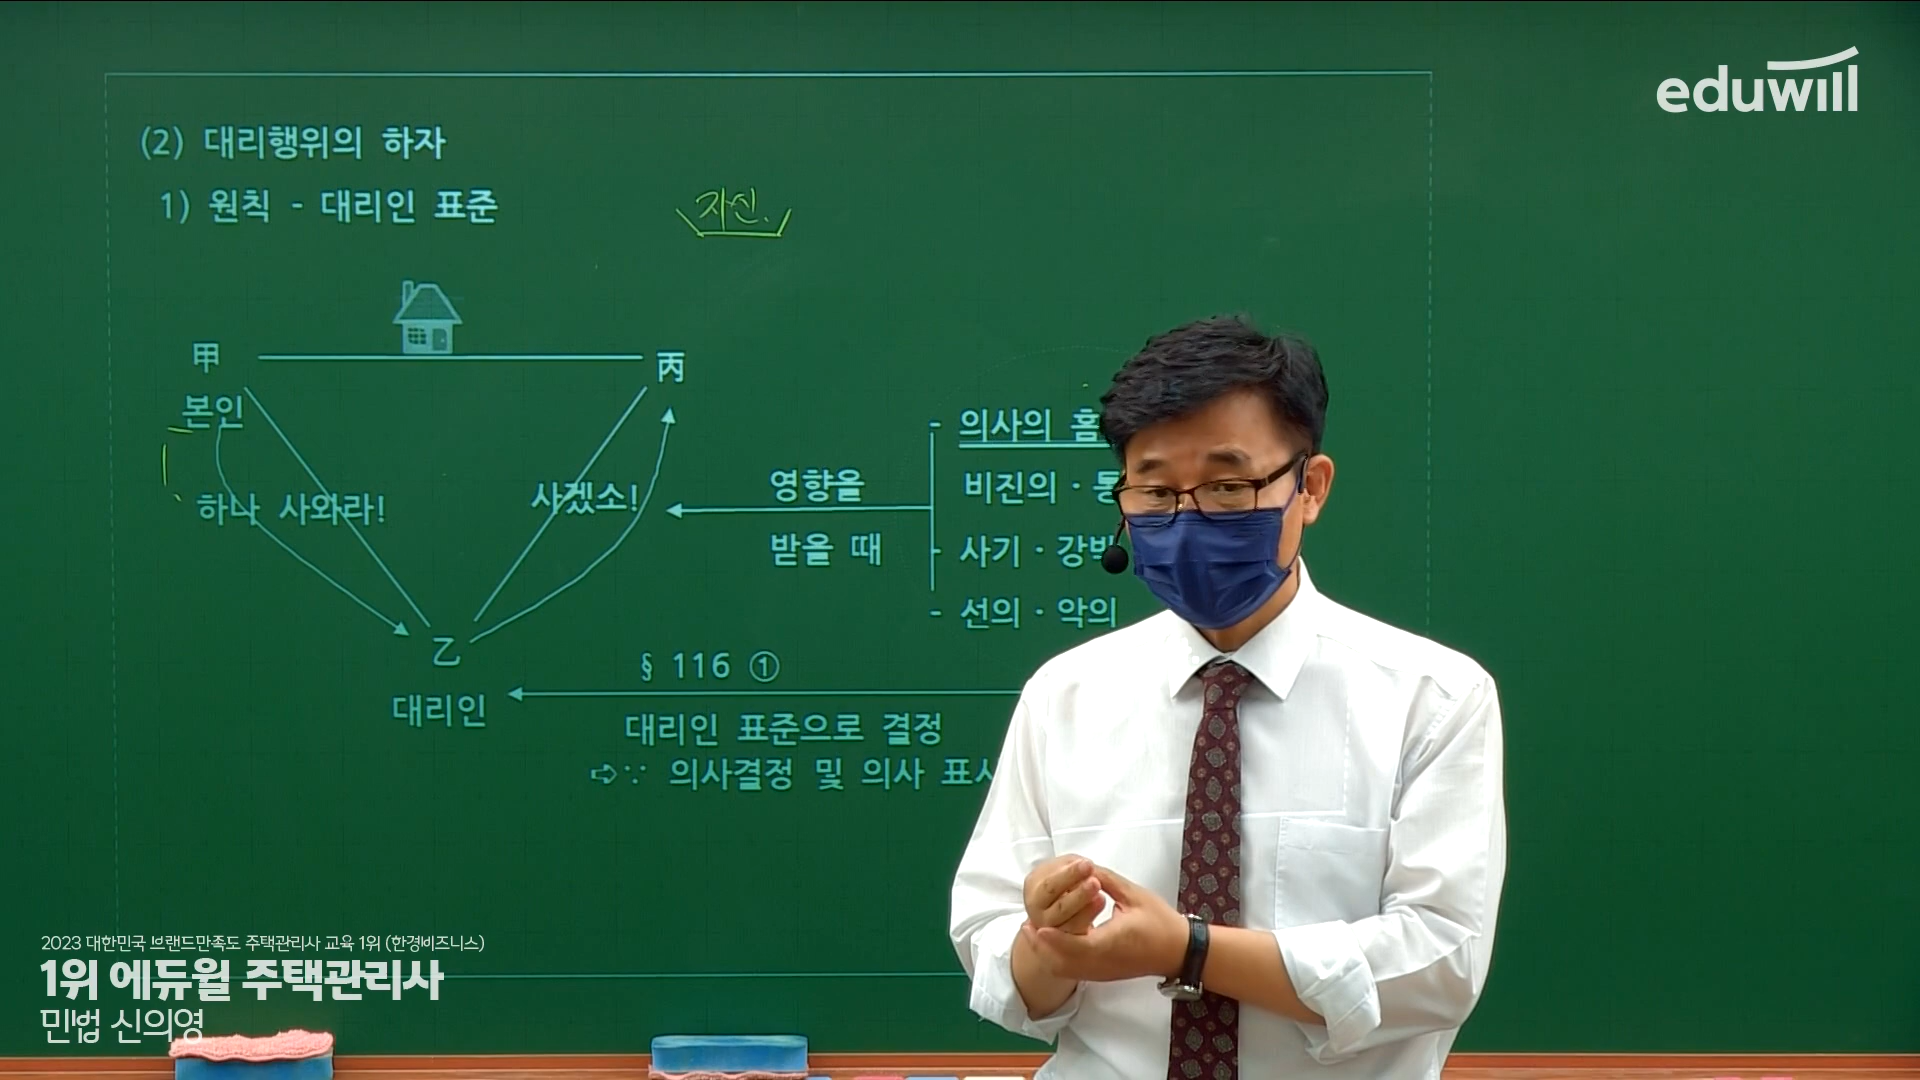 eduwill
(2) 대리행위의 하자
1) 원칙 - 대리인 표준
자신.
甲
丙
본인
- 의사의 흠
하나 사와라!
사겠소!
영향을
받을 때
비진의 · 통
- 사기 · 강박
- 선의 · 악의
乙
대리인
§ 116 ①
대리인 표준으로 결정
➩∵ 의사결정 및 의사 표시
2023 대한민국 브랜드만족도 주택관리사 교육 1위 (한경비즈니스)
1위 에듀윌 주택관리사
민법 신의영